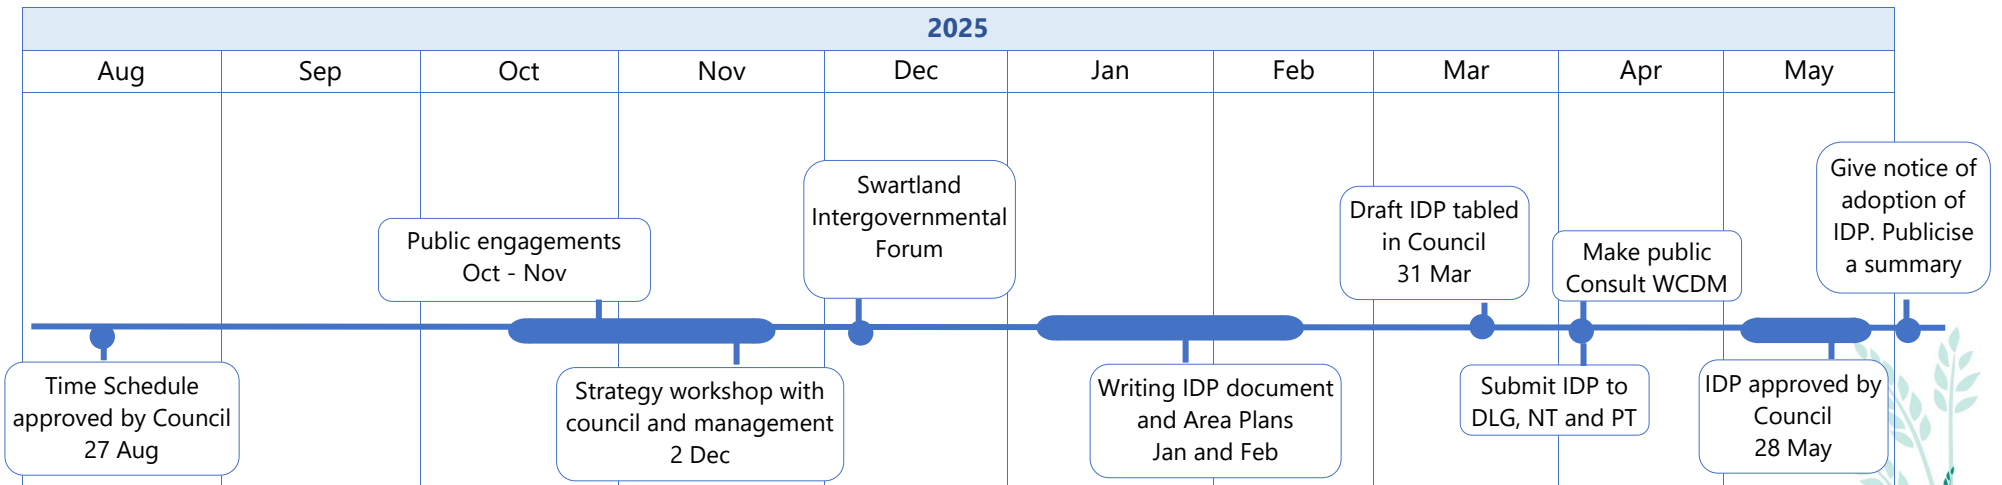 2025
Aug Sep Oct Nov Dec Jan Feb Mar Apr May
Time Schedule
approved by Council
27 Aug
Public engagements
Oct - Nov
Strategy workshop with
council and management
2 Dec
Swartland
Intergovernmental
Forum
Writing IDP document
and Area Plans
Jan and Feb
Draft IDP tabled
in Council
31 Mar
Make public
Consult WCDM
Submit IDP to
DLG, NT and PT
IDP approved by
Council
28 May
Give notice of
adoption of
IDP. Publicise
a summary